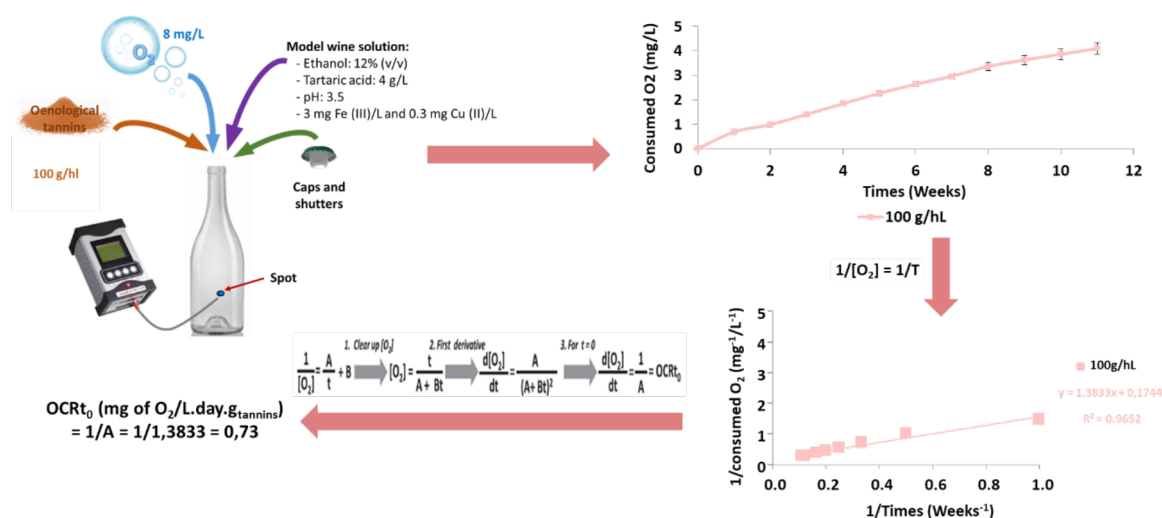 8 mg/L
O2
Oenological
tannins
100 g/hl
Model wine solution:
- Ethanol: 12% (v/v)
- Tartaric acid: 4 g/L
- pH: 3.5
- 3 mg Fe (III)/L and 0.3 mg Cu (II)/L
Caps and
shutters
Spot
Consumed O2 (mg/L)
5
4
3
2
1
0
0 2 4 6 8 10 12
Times (Weeks)
100 g/hL
1/[O₂] = 1/T
1/consumed O₂ (mg⁻¹/L⁻¹)
5
4
3
2
1
0
0.0 0.2 0.4 0.6 0.8 1.0
1/Times (Weeks⁻¹)
100g/hL
y = 1,3833x + 0,1744
R² = 0.9652
1. Clear up [O₂] 2. First derivative 3. For t = 0
1/[O₂] = A/t + B [O₂] = t/(A + Bt) d[O₂]/dt = A/(A+ Bt)² d[O₂]/dt = 1/A = OCRt₀
OCRt₀ (mg of O₂/L.day.g tannins)
= 1/A = 1/1,3833 = 0,73